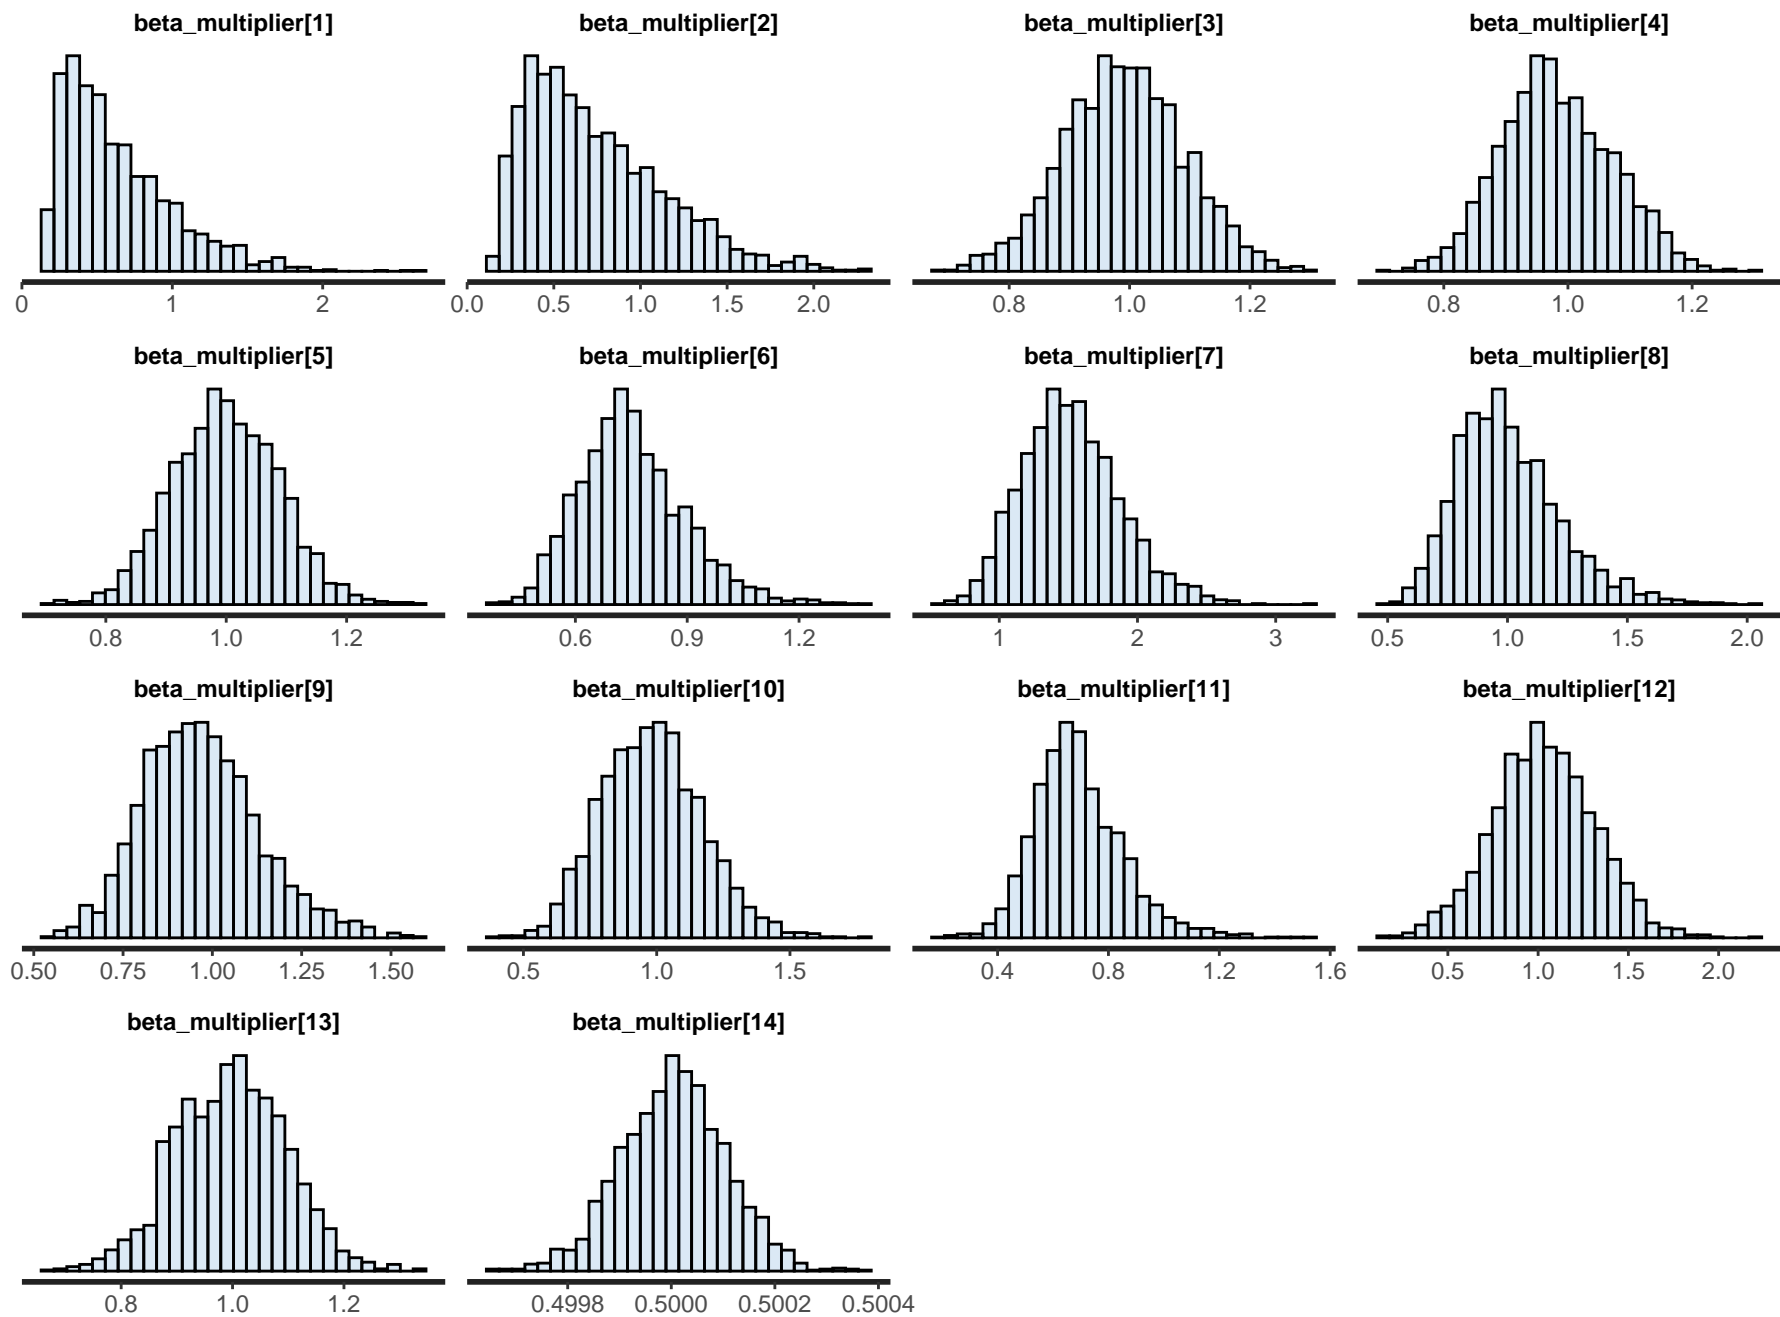 beta_multiplier[1] beta_multiplier[2] beta_multiplier[3] beta_multiplier[4]
0 1 2 0.0 0.5 1.0 1.5 2.0 0.8 1.0 1.2 0.8 1.0 1.2
beta_multiplier[5] beta_multiplier[6] beta_multiplier[7] beta_multiplier[8]
0.8 1.0 1.2 0.6 0.9 1.2 1 2 3 0.5 1.0 1.5 2.0
beta_multiplier[9] beta_multiplier[10] beta_multiplier[11] beta_multiplier[12]
0.50 0.75 1.00 1.25 1.50 0.5 1.0 1.5 0.4 0.8 1.2 1.6 0.5 1.0 1.5 2.0
beta_multiplier[13] beta_multiplier[14]
0.8 1.0 1.2 0.4998 0.5000 0.5002 0.5004